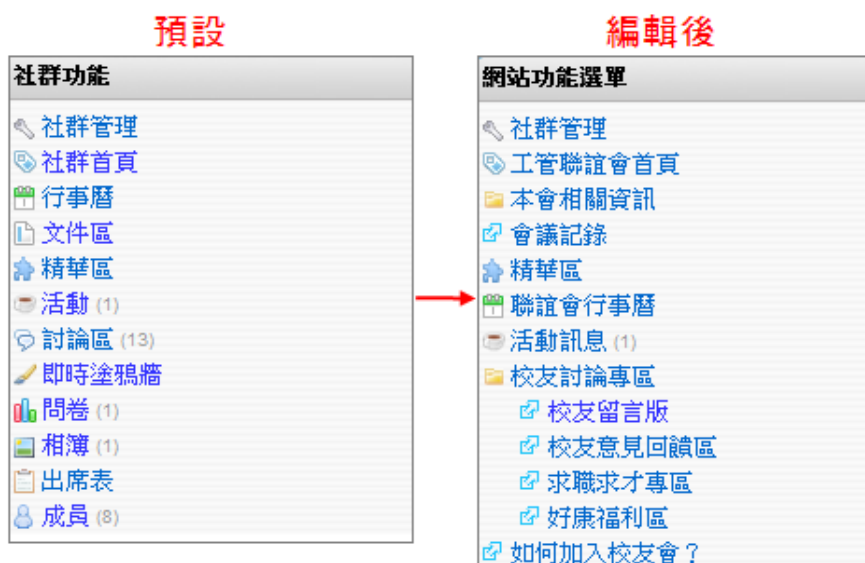 預設
社群功能
社群管理
社群首頁
行事曆
文件區
精華區
活動 (1)
討論區 (13)
即時塗鴉牆
問卷 (1)
相簿 (1)
出席表
成員 (8)
編輯後
網站功能選單
社群管理
工管聯誼會首頁
本會相關資訊
會議記錄
精華區
聯誼會行事曆
活動訊息 (1)
校友討論專區
校友留言版
校友意見回饋區
求職求才專區
好康福利區
如何加入校友會？